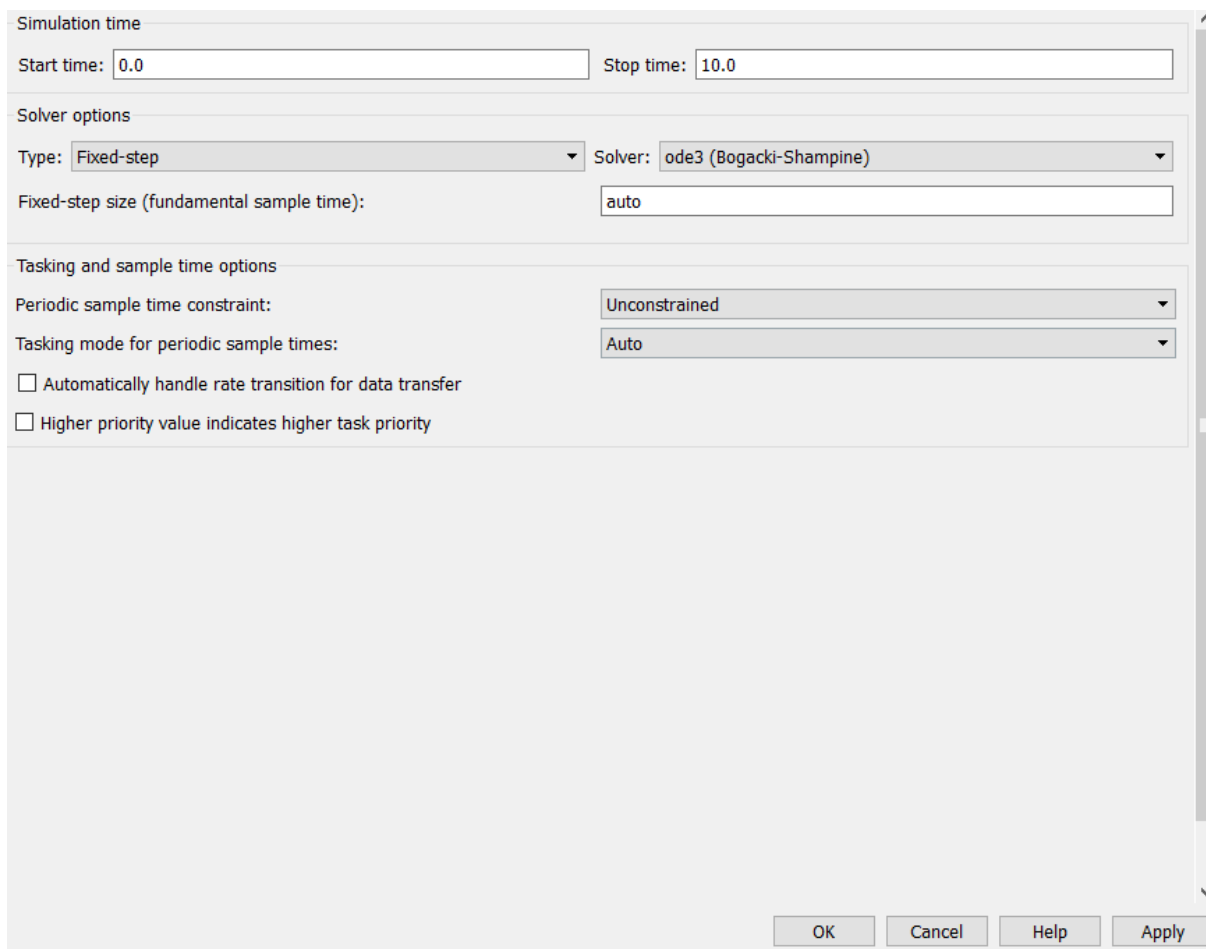 Simulation time
Start time: 0.0 Stop time: 10.0
Solver options
Type: Fixed-step Solver: ode3 (Bogacki-Shampine)
Fixed-step size (fundamental sample time): auto
Tasking and sample time options
Periodic sample time constraint: Unconstrained
Tasking mode for periodic sample times: Auto
Automatically handle rate transition for data transfer
Higher priority value indicates higher task priority
OK Cancel Help Apply